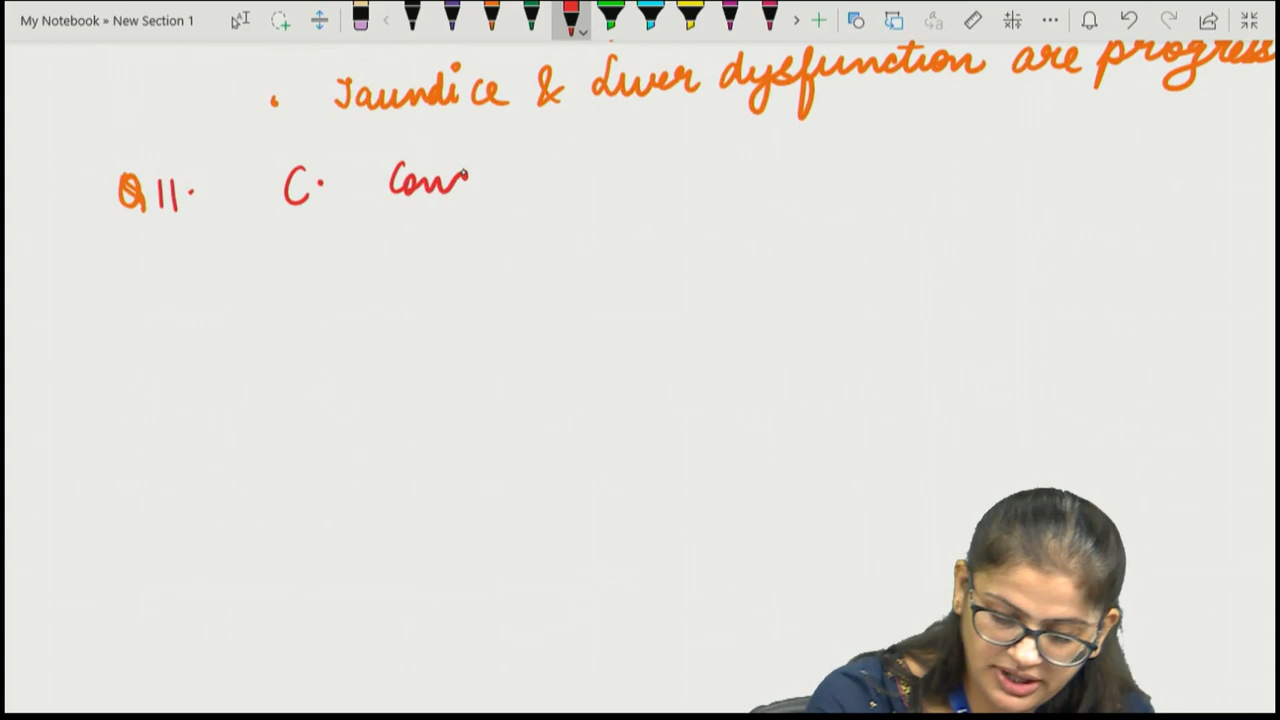 My Notebook » New Section 1
. Jaundice & Liver dysfunction are progress
Q11. C. Con